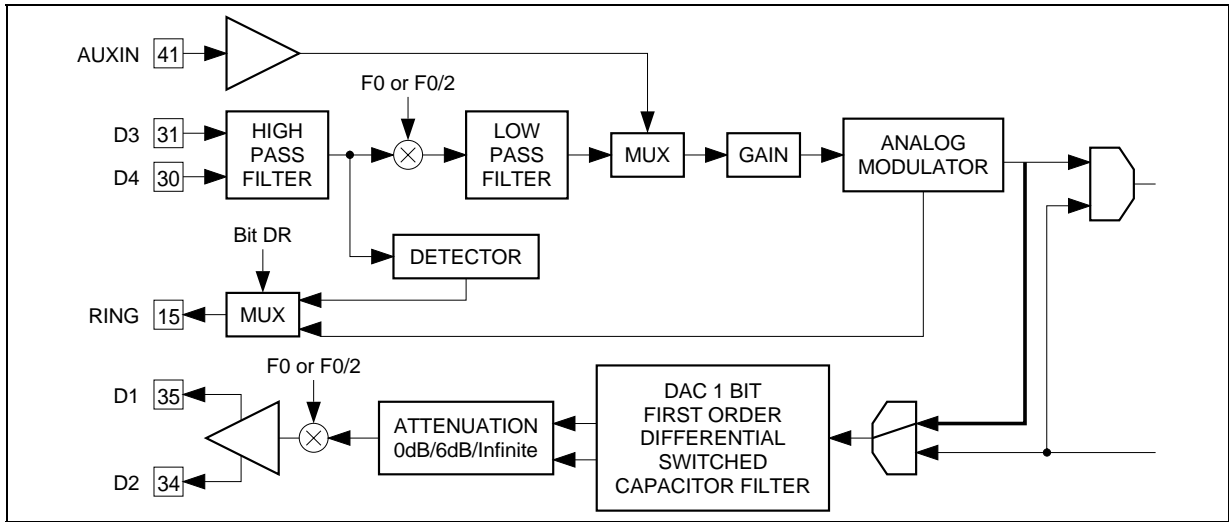 AUXIN 41
F0 or F0/2
D3 31
D4 30
HIGH
PASS
FILTER
LOW
PASS
FILTER
MUX
GAIN
ANALOG
MODULATOR
Bit DR
DETECTOR
RING 15
MUX
F0 or F0/2
D1 35
D2 34
ATTENUATION
0dB/6dB/Infinite
DAC 1 BIT
FIRST ORDER
DIFFERENTIAL
SWITCHED
CAPACITOR FILTER